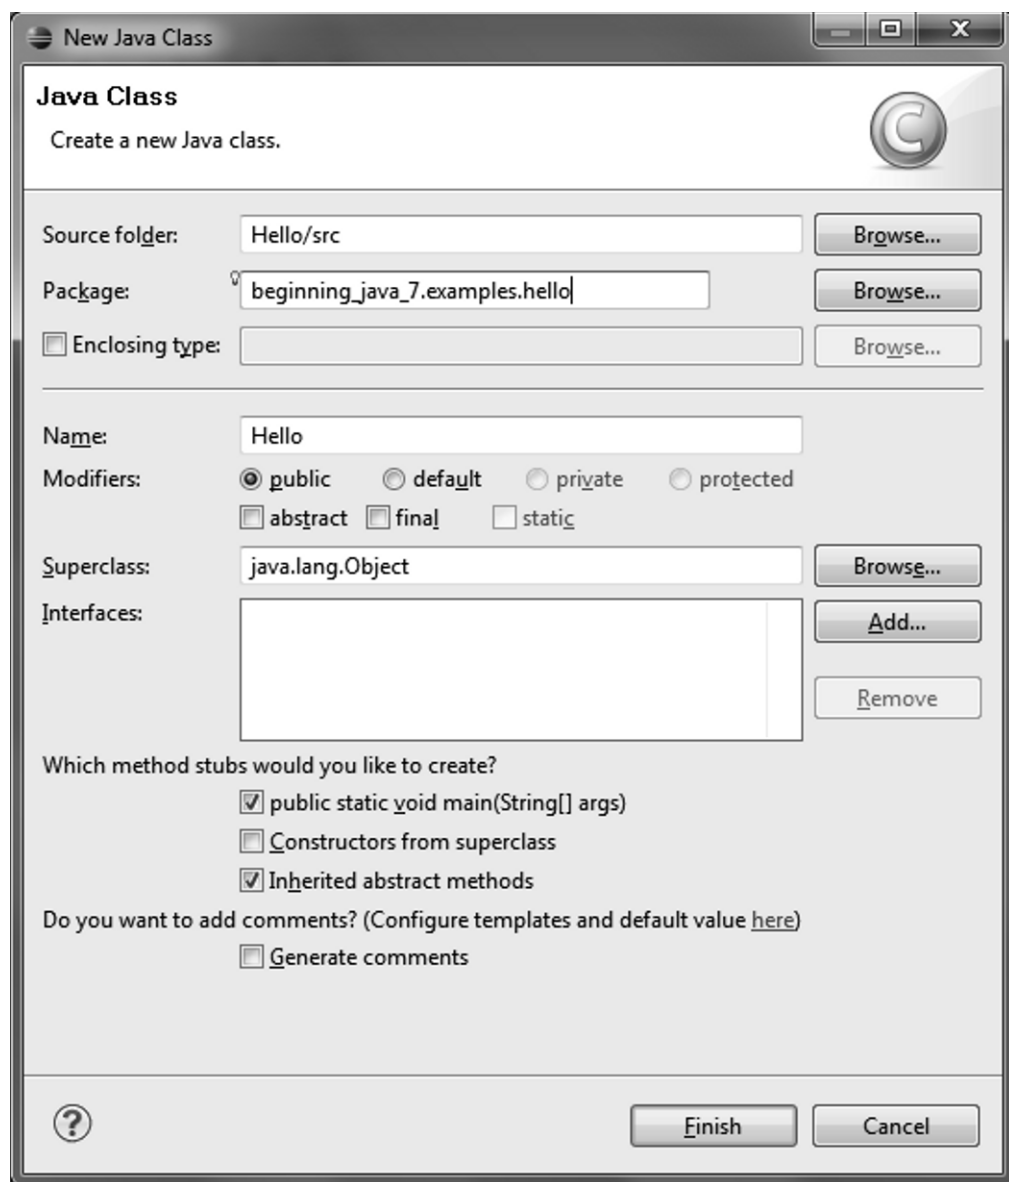 New Java Class
Java Class
Create a new Java class.
Source folder: Hello/src Browse...
Package: beginning_java_7.examples.hello Browse...
Enclosing type: Browse...
Name: Hello
Modifiers: public default private protected
abstract final static
Superclass: java.lang.Object Browse...
Interfaces: Add...
Remove
Which method stubs would you like to create?
public static void main(String[] args)
Constructors from superclass
Inherited abstract methods
Do you want to add comments? (Configure templates and default value here)
Generate comments
? Finish Cancel